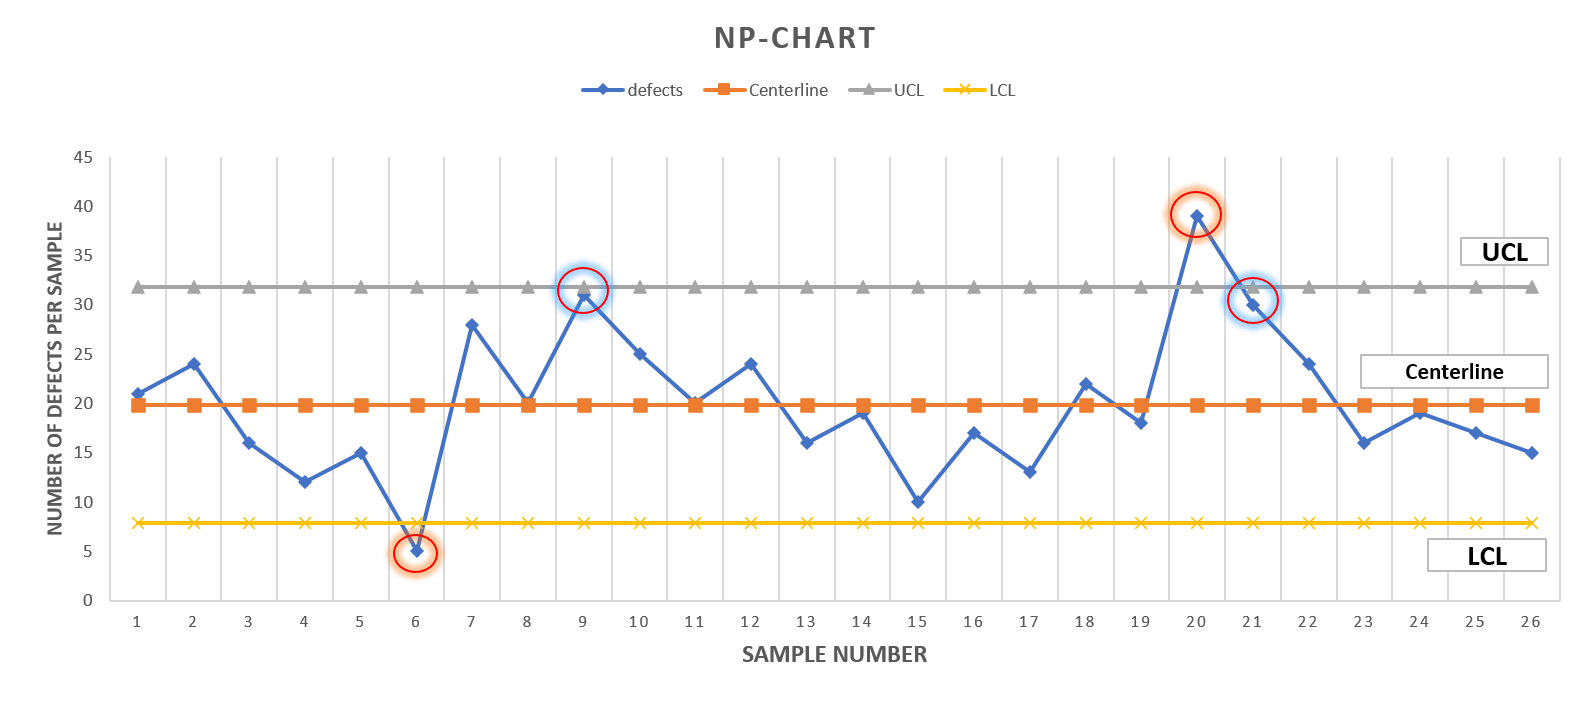 NP-CHART
defects Centerline UCL LCL
45
40
35
30
25
20
15
10
5
0
NUMBER OF DEFECTS PER SAMPLE
UCL
Centerline
LCL
1 2 3 4 5 6 7 8 9 10 11 12 13 14 15 16 17 18 19 20 21 22 23 24 25 26
SAMPLE NUMBER